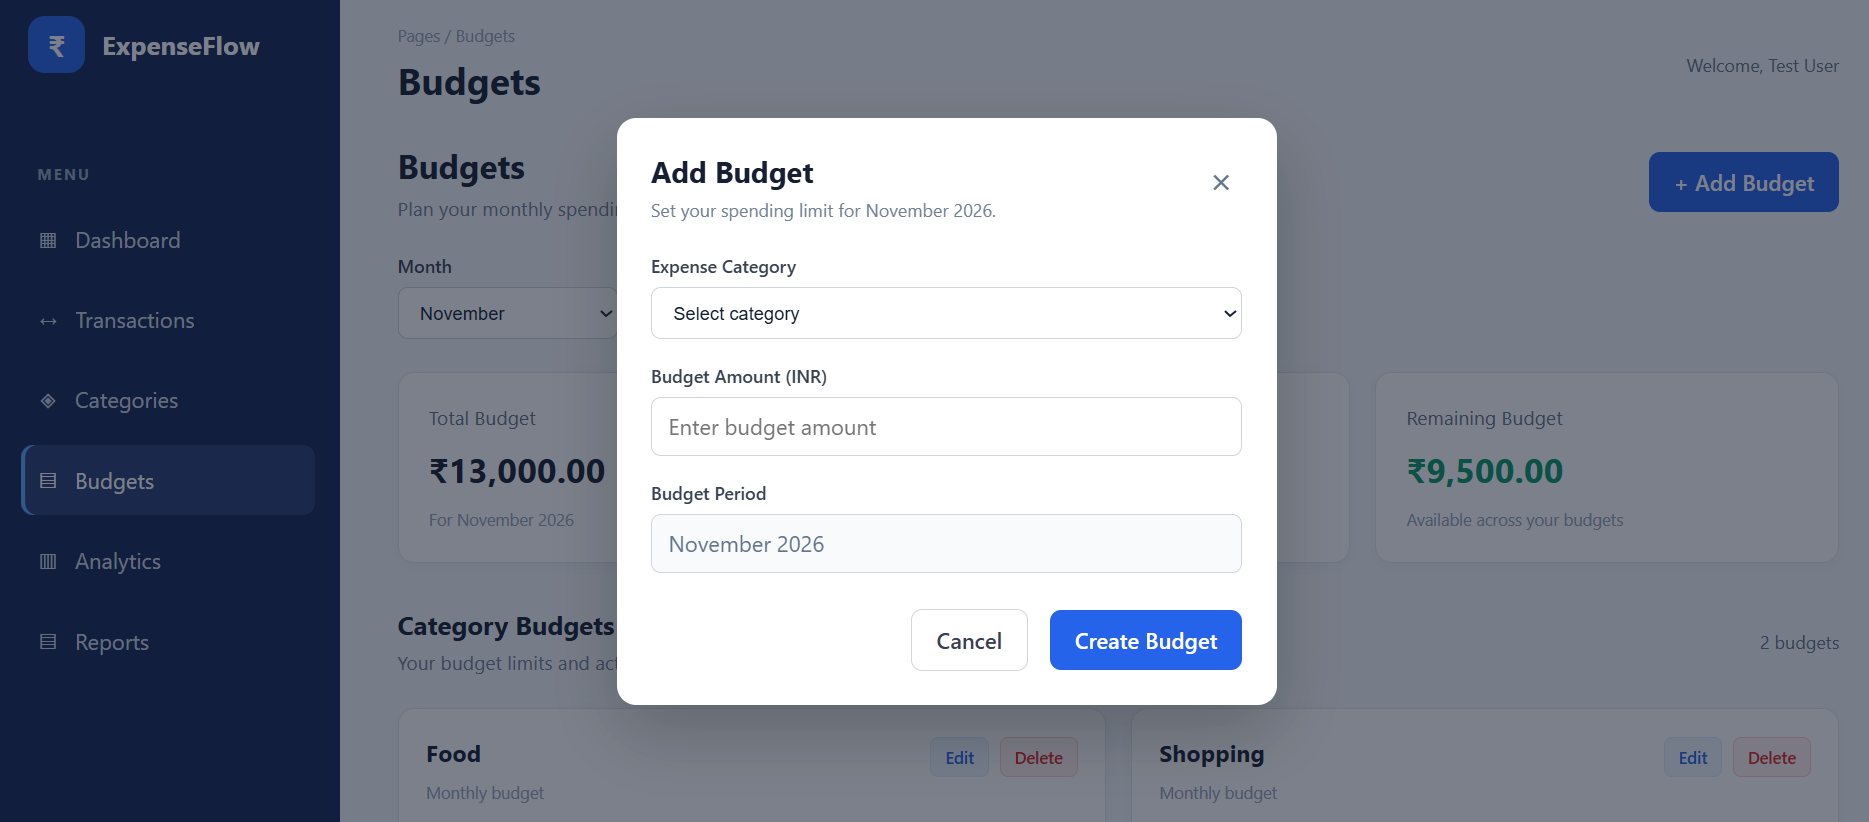 ₹ ExpenseFlow
MENU
Dashboard
Transactions
Categories
Budgets
Analytics
Reports
Pages / Budgets
Budgets
Welcome, Test User
Budgets
Plan your monthly
+ Add Budget
Month
November
Total Budget
₹13,000.00
For November 2026
Remaining Budget
₹9,500.00
Available across your budgets
Category Budgets
Your budget limits and
2 budgets
Food
Edit
Delete
Monthly budget
Shopping
Edit
Delete
Monthly budget
Add Budget
×
Set your spending limit for November 2026.
Expense Category
Select category
Budget Amount (INR)
Enter budget amount
Budget Period
November 2026
Cancel
Create Budget